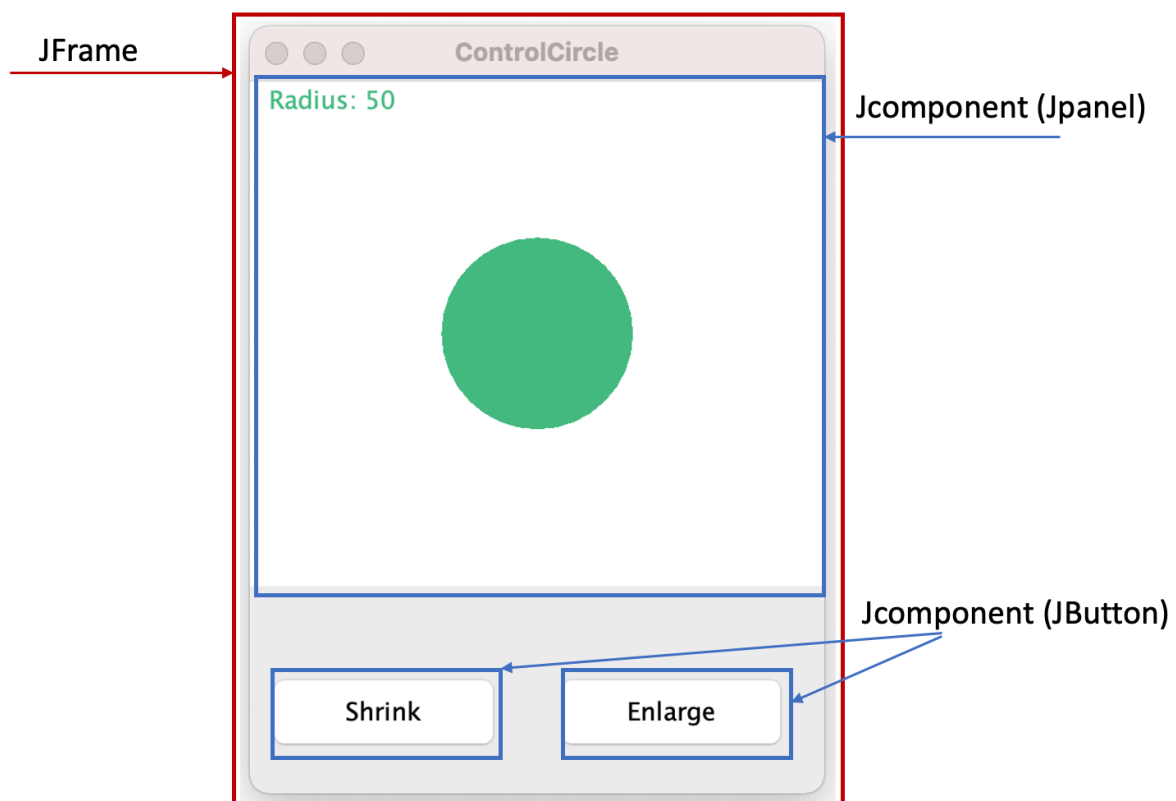 JFrame
ControlCircle
Radius: 50
Jcomponent (Jpanel)
Jcomponent (JButton)
Shrink
Enlarge